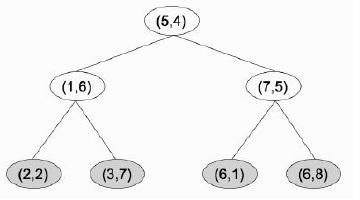 (5,4)
(1,6) (7,5)
(2,2) (3,7) (6,1) (6,8)